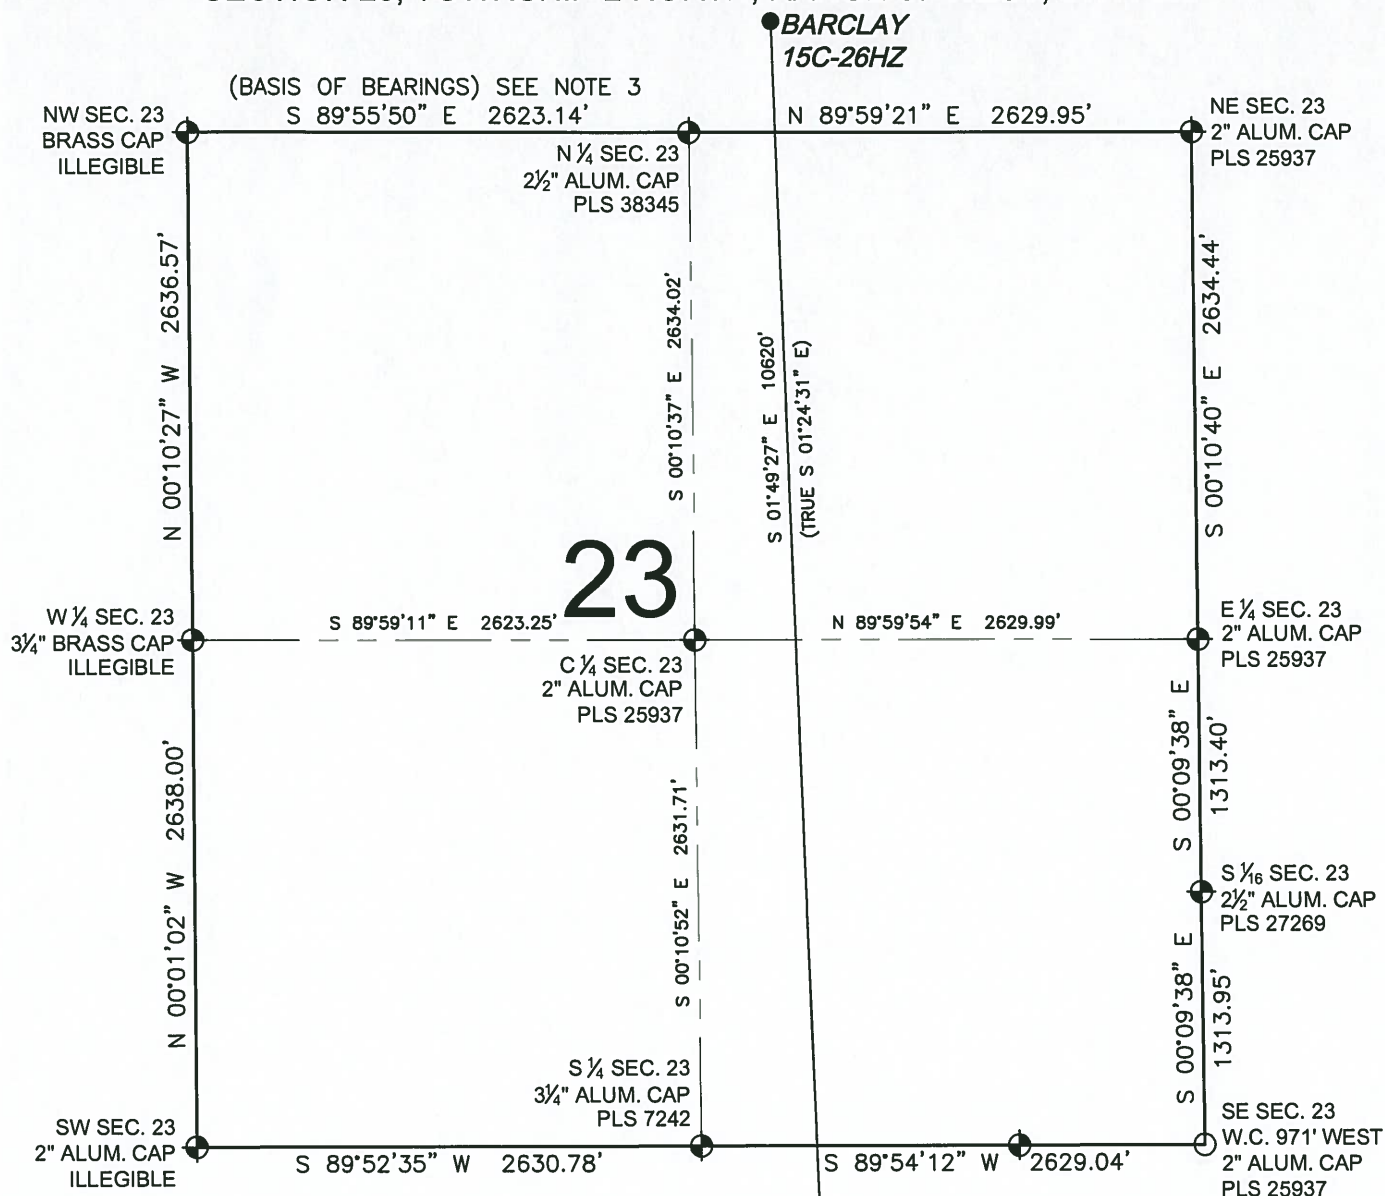 BARCLAY
15C-26HZ
(BASIS OF BEARINGS) SEE NOTE 3
S 89°55'50" E 2623.14'
N 89°59'21" E 2629.95'
NW SEC. 23
BRASS CAP
ILLEGIBLE
N ¼ SEC. 23
2½" ALUM. CAP
PLS 38345
NE SEC. 23
2" ALUM. CAP
PLS 25937
N 00°10'27" W 2636.57'
S 00°10'37" E 2634.02'
S 01°49'27" E 10620'
(TRUE S 01°24'31" E)
S 00°10'40" E 2634.44'
23
W ¼ SEC. 23
3¼" BRASS CAP
ILLEGIBLE
S 89°59'11" E 2623.25'
N 89°59'54" E 2629.99'
E ¼ SEC. 23
2" ALUM. CAP
PLS 25937
C ¼ SEC. 23
2" ALUM. CAP
PLS 25937
N 00°01'02" W 2638.00'
S 00°10'52" E 2631.71'
S 00°09'38" E
1313.40'
S 1/16 SEC. 23
2½" ALUM. CAP
PLS 27269
S 00°09'38" E
1313.95'
S ¼ SEC. 23
3¼" ALUM. CAP
PLS 7242
SW SEC. 23
2" ALUM. CAP
ILLEGIBLE
S 89°52'35" W 2630.78'
S 89°54'12" W 2629.04'
SE SEC. 23
W.C. 971' WEST
2" ALUM. CAP
PLS 25937